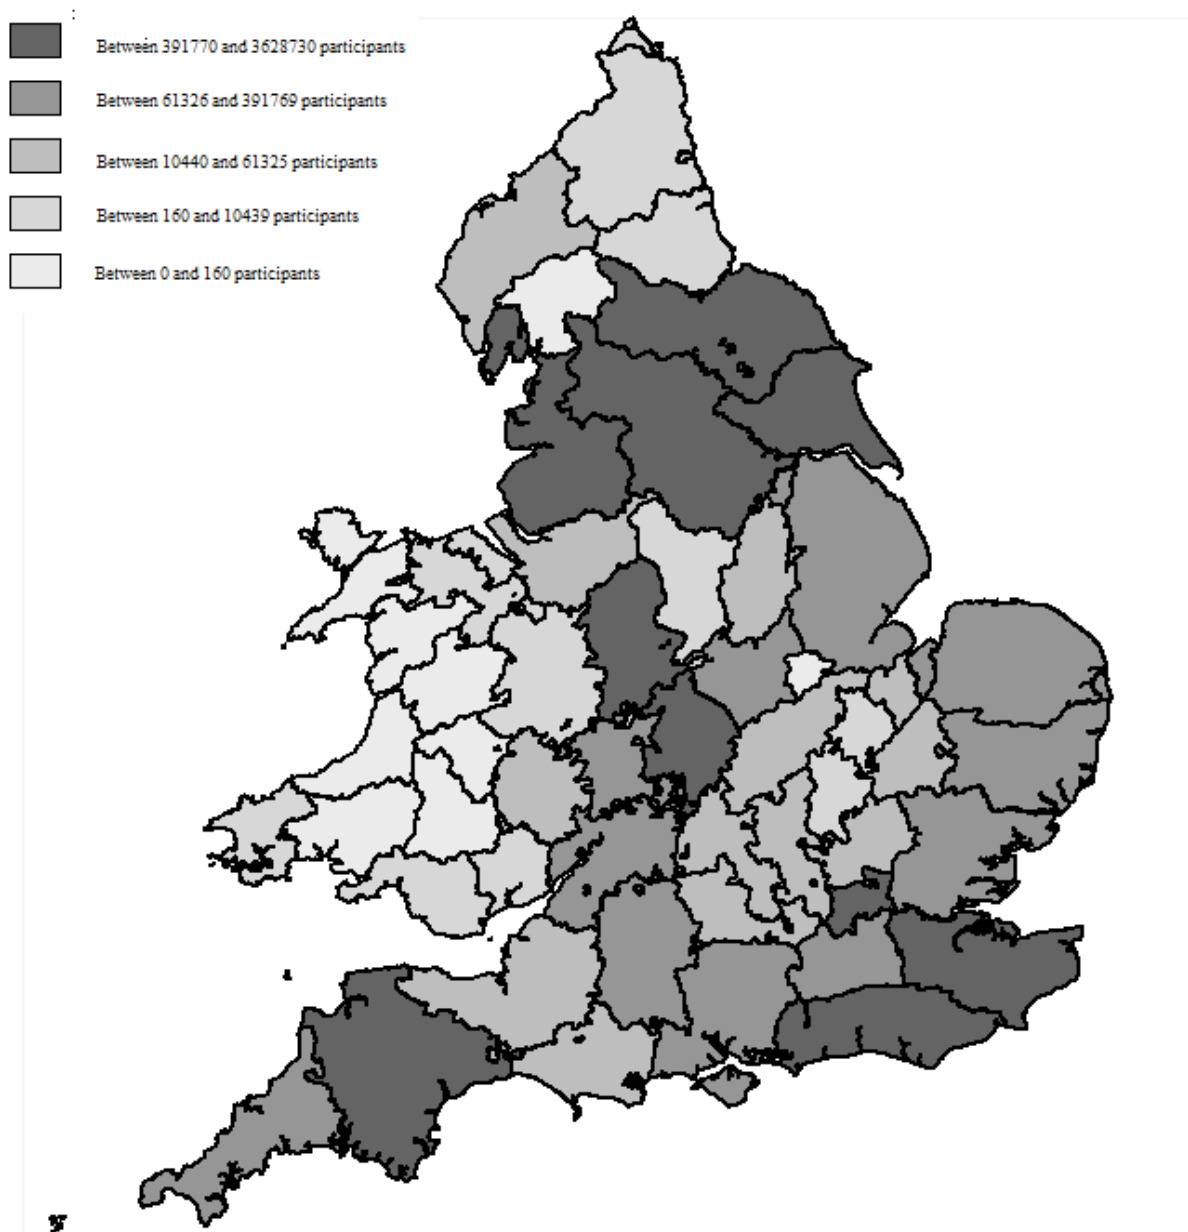 :
Between 391770 and 3628730 participants
Between 61326 and 391769 participants
Between 10440 and 61325 participants
Between 160 and 10439 participants
Between 0 and 160 participants